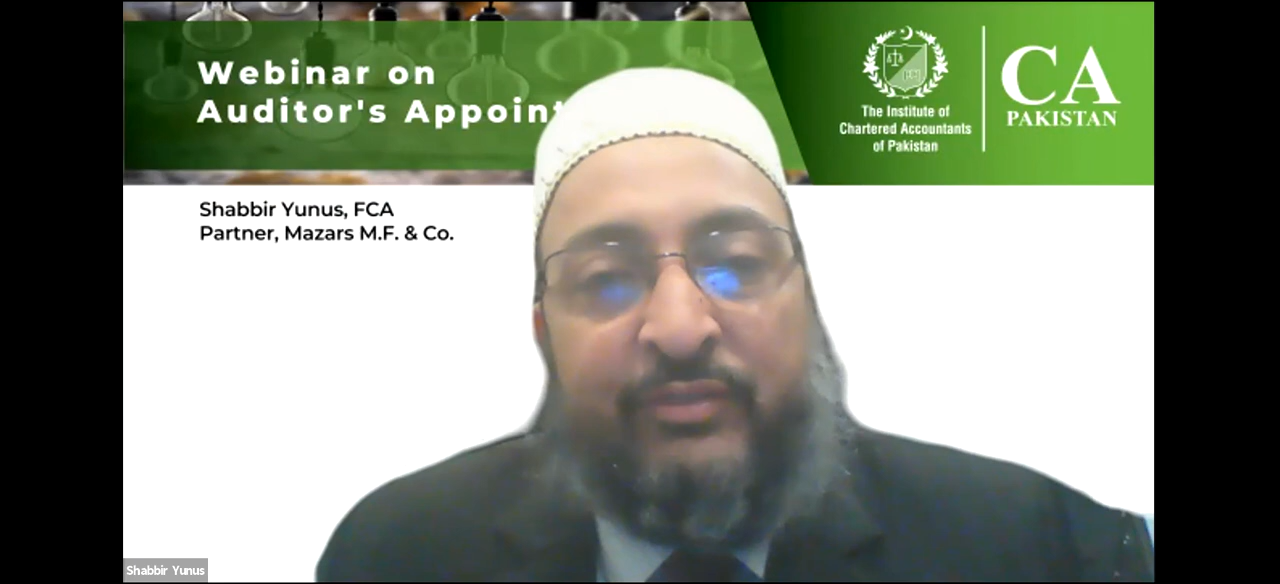 Webinar on
Auditor's Appoint
The Institute of
Chartered Accountants
of Pakistan
CA
PAKISTAN
Shabbir Yunus, FCA
Partner, Mazars M.F. & Co.
Shabbir Yunus